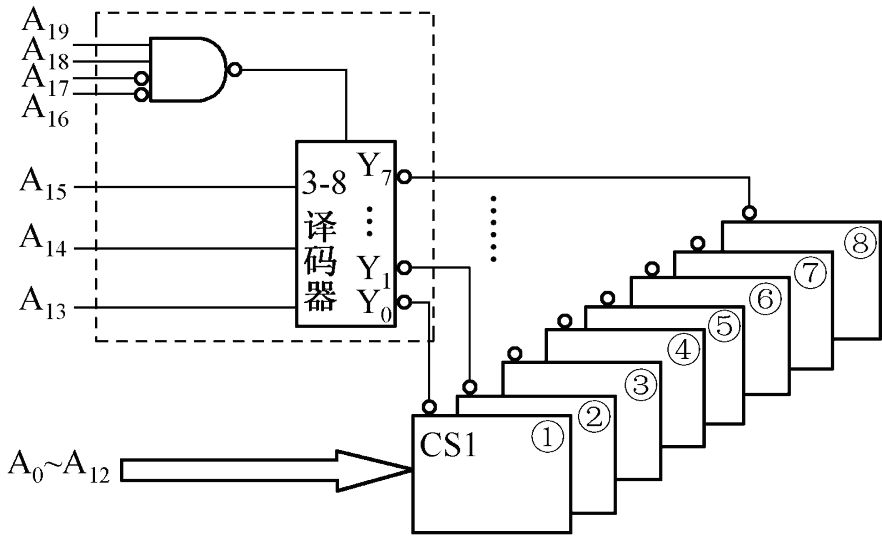 A19
A18
A17
A16
A15
A14
A13
3-8
译
码
器
Y7
Y1
Y0
A0~A12
CS1
①
②
③
④
⑤
⑥
⑦
⑧